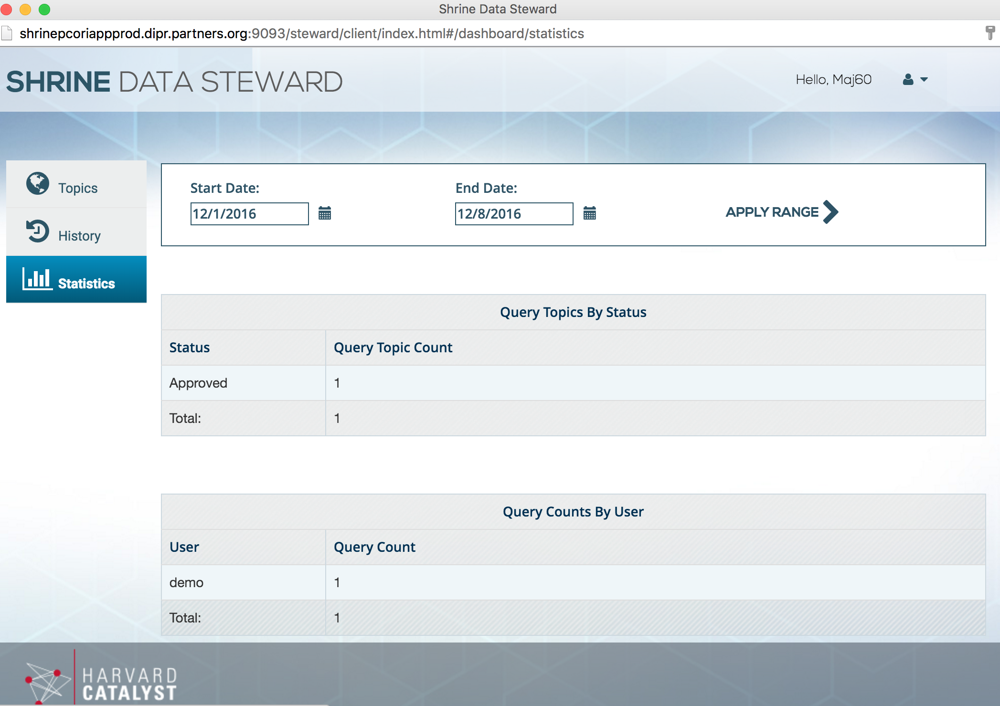 Shrine Data Steward
shrinepcoriappprod.dipr.partners.org:9093/steward/client/index.html#/dashboard/statistics
SHRINE DATA STEWARD
Hello, Maj60
Topics
History
Statistics
Start Date:
End Date:
12/1/2016
12/8/2016
APPLY RANGE
Query Topics By Status
Status Query Topic Count
Approved 1
Total: 1
Query Counts By User
User Query Count
demo 1
Total: 1
HARVARD
CATALYST